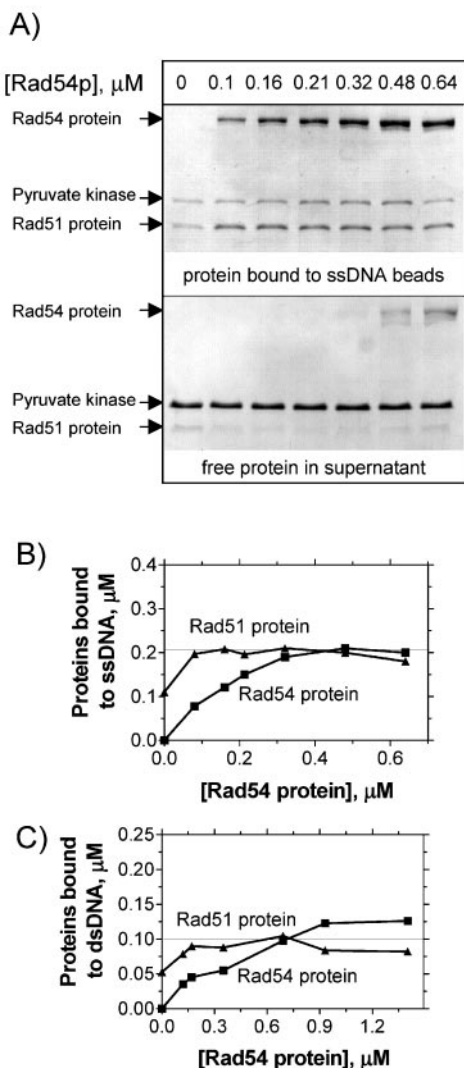 A)
[Rad54p], μM 0 0.1 0.16 0.21 0.32 0.48 0.64
Rad54 protein
Pyruvate kinase
Rad51 protein
protein bound to ssDNA beads
Rad54 protein
Pyruvate kinase
Rad51 protein
free protein in supernatant
B)
Proteins bound
to ssDNA, μM
0.4
0.3
0.2
0.1
0.0
Rad51 protein
Rad54 protein
0.0 0.2 0.4 0.6
[Rad54 protein], μM
C)
Proteins bound
to dsDNA, μM
0.25
0.20
0.15
0.10
0.05
0.00
Rad51 protein
Rad54 protein
0.0 0.3 0.6 0.9 1.2
[Rad54 protein], μM